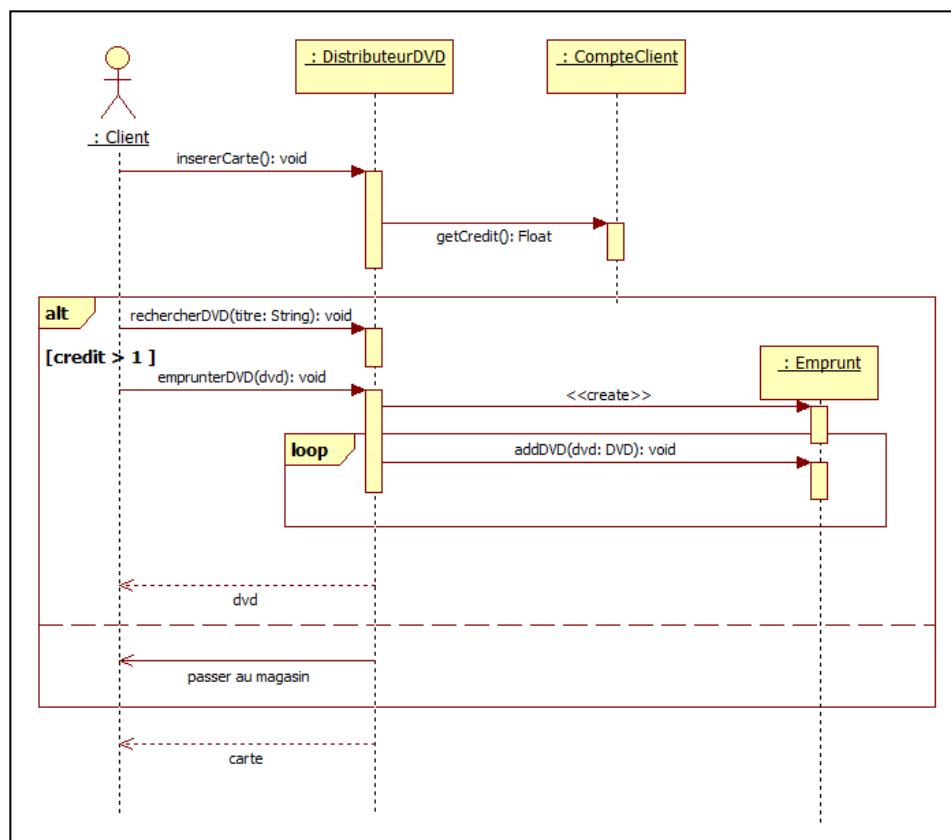 : DistributeurDVD
: CompteClient
: Client
insererCarte(): void
getCredit(): Float
alt
rechercherDVD(titre: String): void
[credit > 1 ]
: Emprunt
emprunterDVD(dvd): void
<<create>>
loop
addDVD(dvd: DVD): void
dvd
passer au magasin
carte